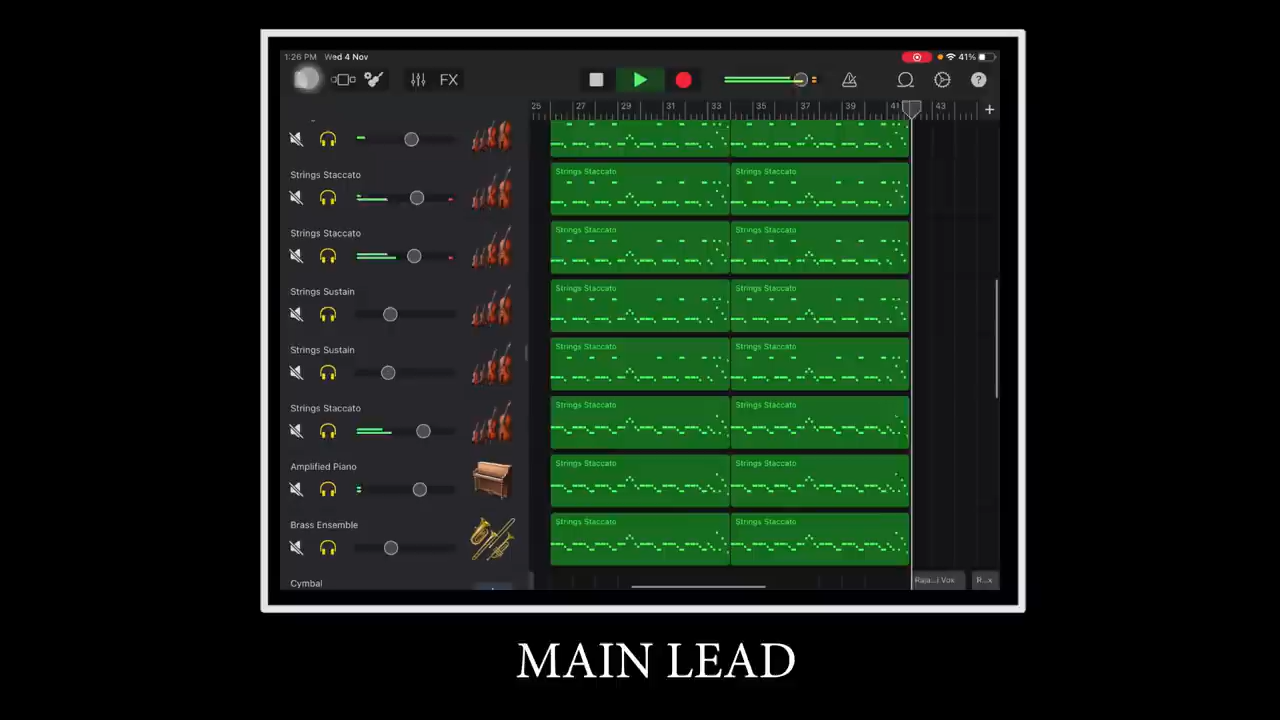 1:26 PM Wed 4 Nov 41%
FX ?
25 27 29 31 33 35 37 39 41 43 +
Strings Staccato Strings Staccato Strings Staccato
Strings Staccato Strings Staccato Strings Staccato
Strings Sustain Strings Staccato Strings Staccato
Strings Sustain Strings Staccato Strings Staccato
Strings Staccato Strings Staccato Strings Staccato
Amplified Piano Strings Staccato Strings Staccato
Brass Ensemble Strings Staccato Strings Staccato
Cymbal Raja...l Vox R...x
MAIN LEAD